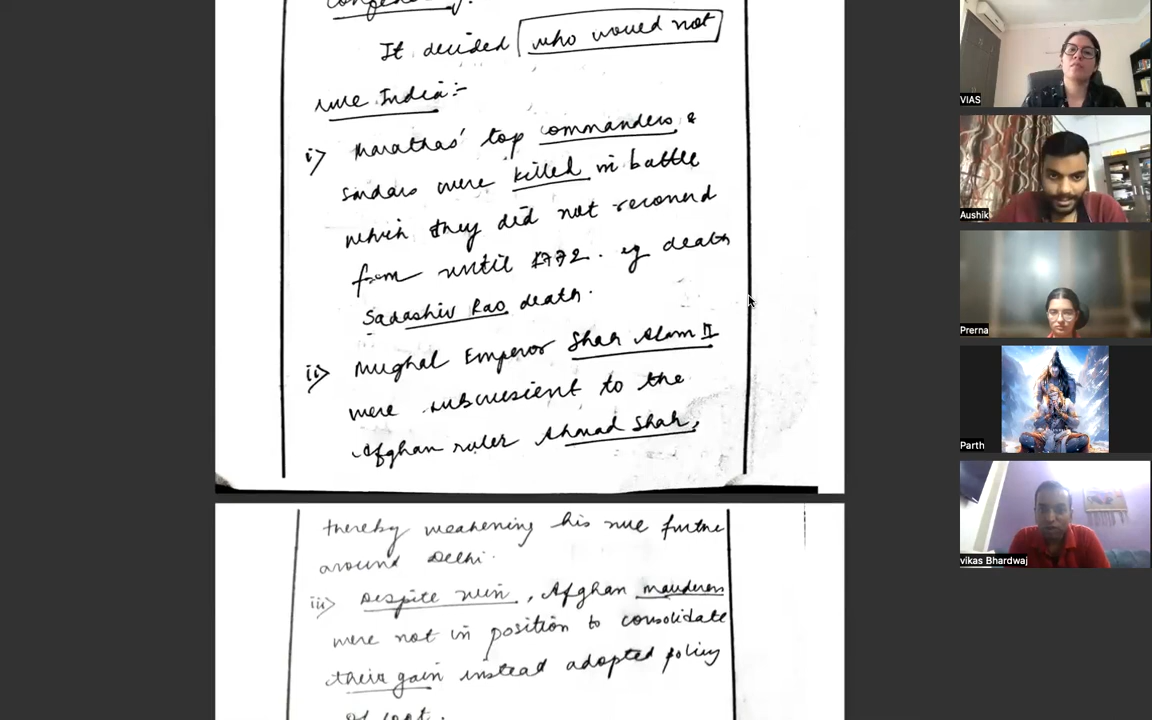 It decided who would not
rule India:-
i> Marathas' top commanders &
sardars were killed in battle
which they did not recoverd
from until 1772. eg death
Sadashiv Rao death.
ii> Mughal Emperor Shah Alam II
were subservient to the
Afghan ruler Ahmad Shah,
thereby weakening his rule further
around Delhi.
iii> Despite win, Afghan marauders
were not in position to consolidate
their gain instead adopted policy
of loot.
VIAS
Aushik
Prerna
Parth
vikas Bhardwaj